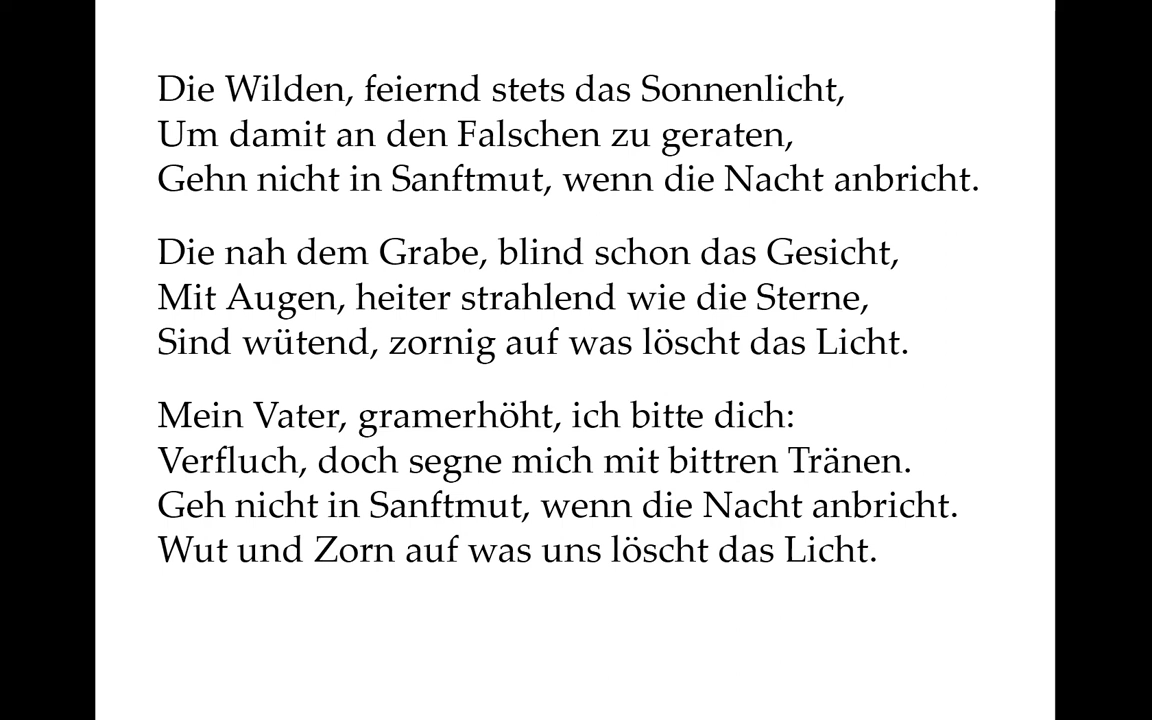 Die Wilden, feiernd stets das Sonnenlicht,
Um damit an den Falschen zu geraten,
Gehn nicht in Sanftmut, wenn die Nacht anbricht.
Die nah dem Grabe, blind schon das Gesicht,
Mit Augen, heiter strahlend wie die Sterne,
Sind wütend, zornig auf was löscht das Licht.
Mein Vater, gramerhöht, ich bitte dich:
Verfluch, doch segne mich mit bittren Tränen.
Geh nicht in Sanftmut, wenn die Nacht anbricht.
Wut und Zorn auf was uns löscht das Licht.